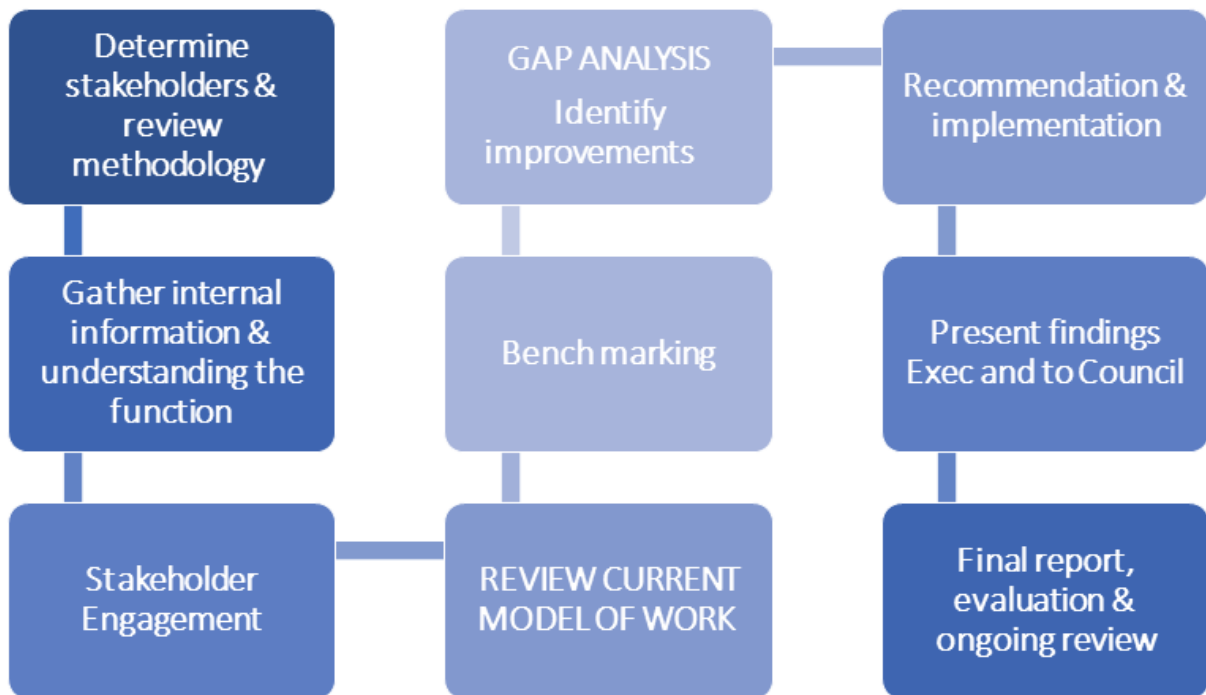 Determine
stakeholders &
review
methodology
Gather internal
information &
understanding the
function
Stakeholder
Engagement
REVIEW CURRENT
MODEL OF WORK
Bench marking
GAP ANALYSIS
Identify
improvements
Recommendation &
implementation
Present findings
Exec and to Council
Final report,
evaluation &
ongoing review